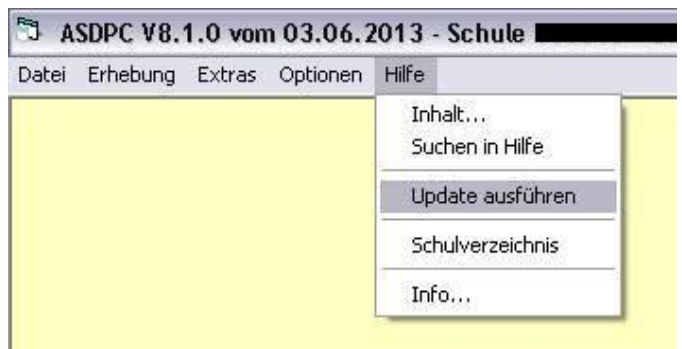 ASDPC V8.1.0 vom 03.06.2013 - Schule
Datei Erhebung Extras Optionen Hilfe
Inhalt...
Suchen in Hilfe
Update ausführen
Schulverzeichnis
Info...